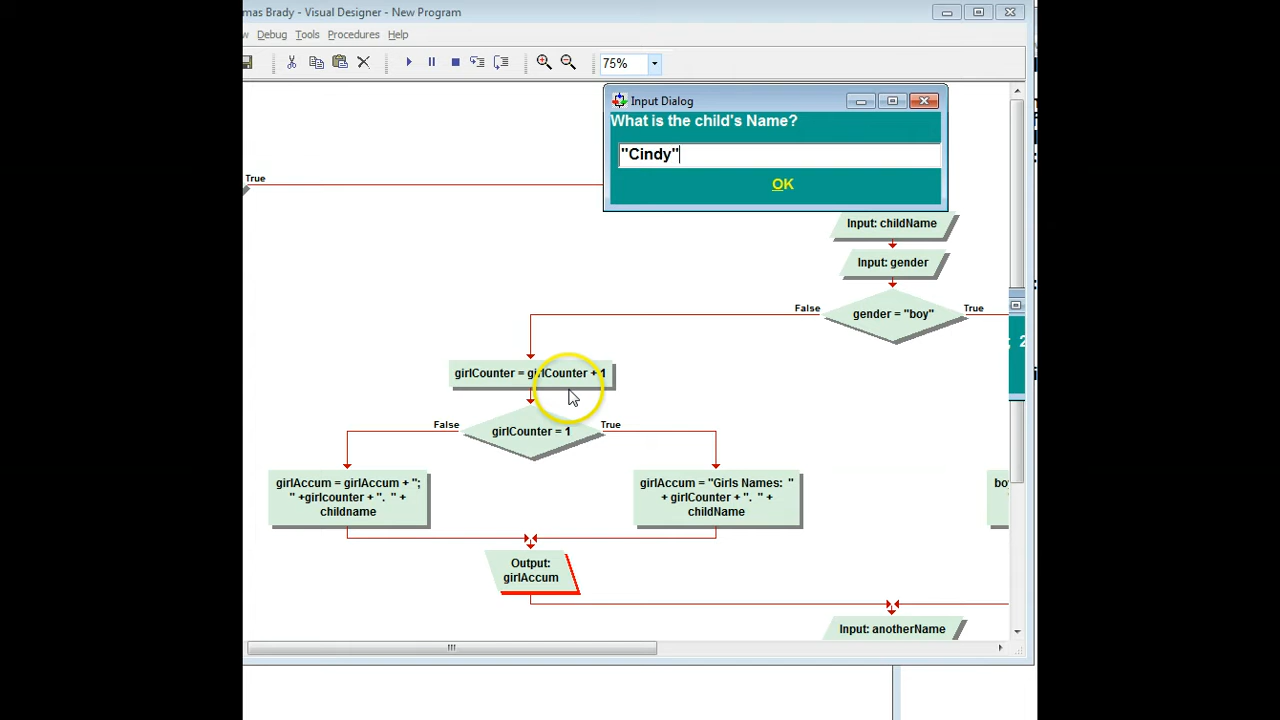 mas Brady - Visual Designer - New Program
w Debug Tools Procedures Help
75%
Input Dialog
What is the child's Name?
"Cindy"
OK
True
Input: childName
Input: gender
False
gender = "boy"
True
girlCounter = girlCounter + 1
False
girlCounter = 1
True
girlAccum = girlAccum + ";
" +girlcounter + ".  " +
childname
girlAccum = "Girls Names:  "
+ girlCounter + ".  " +
childName
bo
Output:
girlAccum
Input: anotherName
: 2